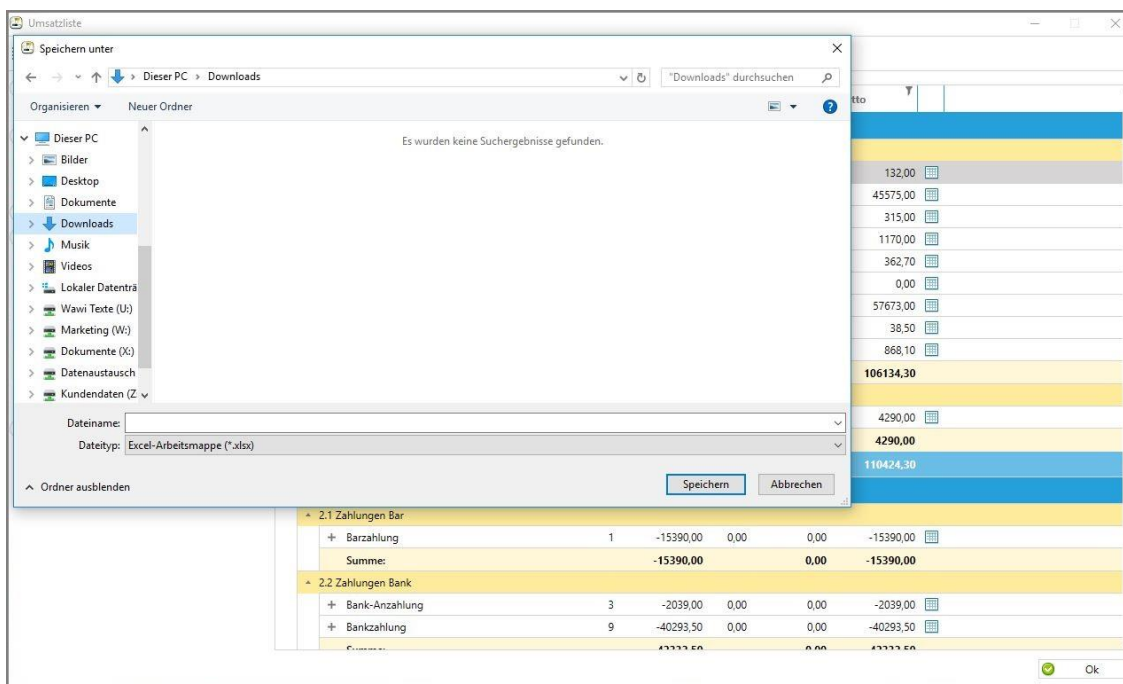 Umsatzliste
Speichern unter
Dieser PC > Downloads
"Downloads" durchsuchen
Organisieren
Neuer Ordner
tto
Es wurden keine Suchergebnisse gefunden.
Dieser PC
Bilder
Desktop
Dokumente
Downloads
Musik
Videos
Lokaler Datenträ
Wawi Texte (U:)
Marketing (W:)
Dokumente (X:)
Datenaustausch
Kundendaten (Z
132,00
45575,00
315,00
1170,00
362,70
0,00
57673,00
38,50
868,10
106134,30
4290,00
4290,00
110424,30
Dateiname:
Dateityp: Excel-Arbeitsmappe (*.xlsx)
Ordner ausblenden
Speichern
Abbrechen
2.1 Zahlungen Bar
+ Barzahlung 1 -15390,00 0,00 0,00 -15390,00
Summe: -15390,00 0,00 -15390,00
2.2 Zahlungen Bank
+ Bank-Anzahlung 3 -2039,00 0,00 0,00 -2039,00
+ Bankzahlung 9 -40293,50 0,00 0,00 -40293,50
Ok